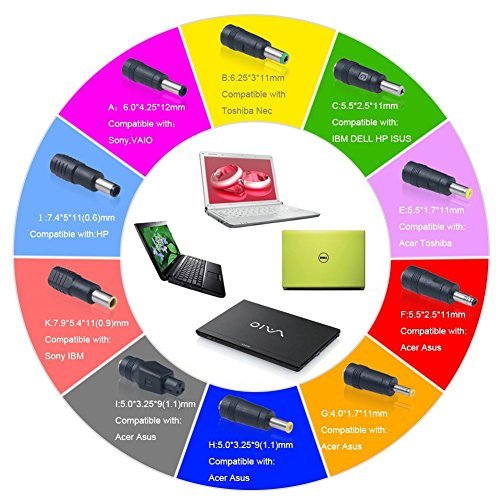 A：6.0*4.25*12mm
Compatible with：
Sony,VAIO
B:6.25*3*11mm
Compatible with
Toshiba Nec
C:5.5*2.5*11mm
Compatible with:
IBM DELL HP ISUS
E:5.5*1.7*11mm
Compatible with:
Acer Toshiba
F:5.5*2.5*11mm
Compatible with:
Acer Asus
G:4.0*1.7*11mm
Compatible with:
Acer Asus
H:5.0*3.25*9(1.1)mm
Compatible with:
Acer Asus
I:5.0*3.25*9(1.1)mm
Compatible with:
Acer Asus
K:7.9*5.4*11(0.9)mm
Compatible with:
Sony IBM
1:7.4*5*11(0.6)mm
Compatible with:HP
DELL
VAIO